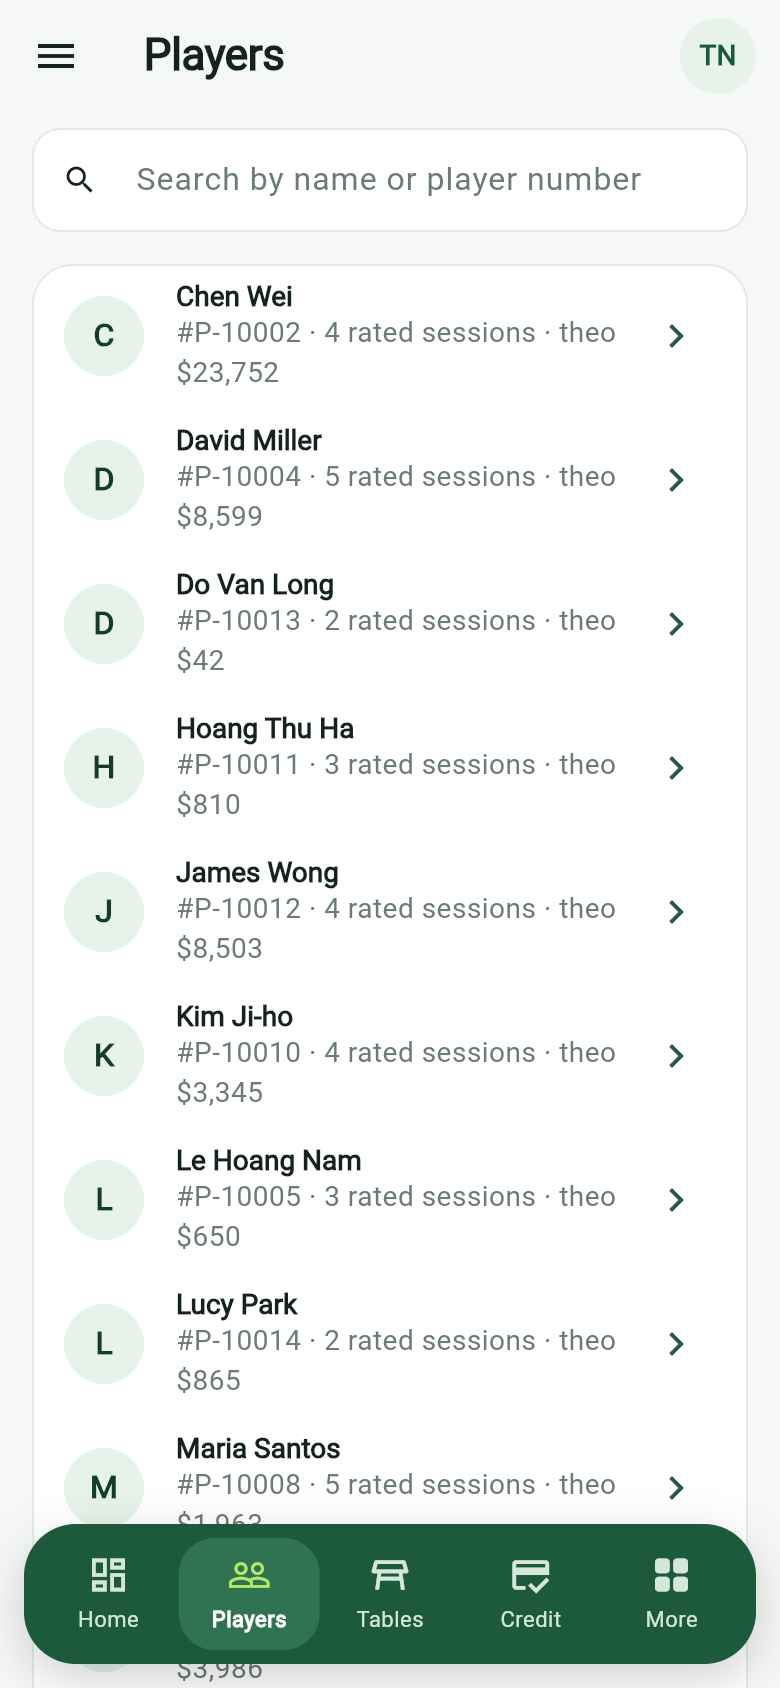 Players
TN
Search by name or player number
C
Chen Wei
#P-10002 · 4 rated sessions · theo
$23,752
D
David Miller
#P-10004 · 5 rated sessions · theo
$8,599
D
Do Van Long
#P-10013 · 2 rated sessions · theo
$42
H
Hoang Thu Ha
#P-10011 · 3 rated sessions · theo
$810
J
James Wong
#P-10012 · 4 rated sessions · theo
$8,503
K
Kim Ji-ho
#P-10010 · 4 rated sessions · theo
$3,345
L
Le Hoang Nam
#P-10005 · 3 rated sessions · theo
$650
L
Lucy Park
#P-10014 · 2 rated sessions · theo
$865
M
Maria Santos
#P-10008 · 5 rated sessions · theo
$1,963
Home
Players
Tables
Credit
More
$3,986